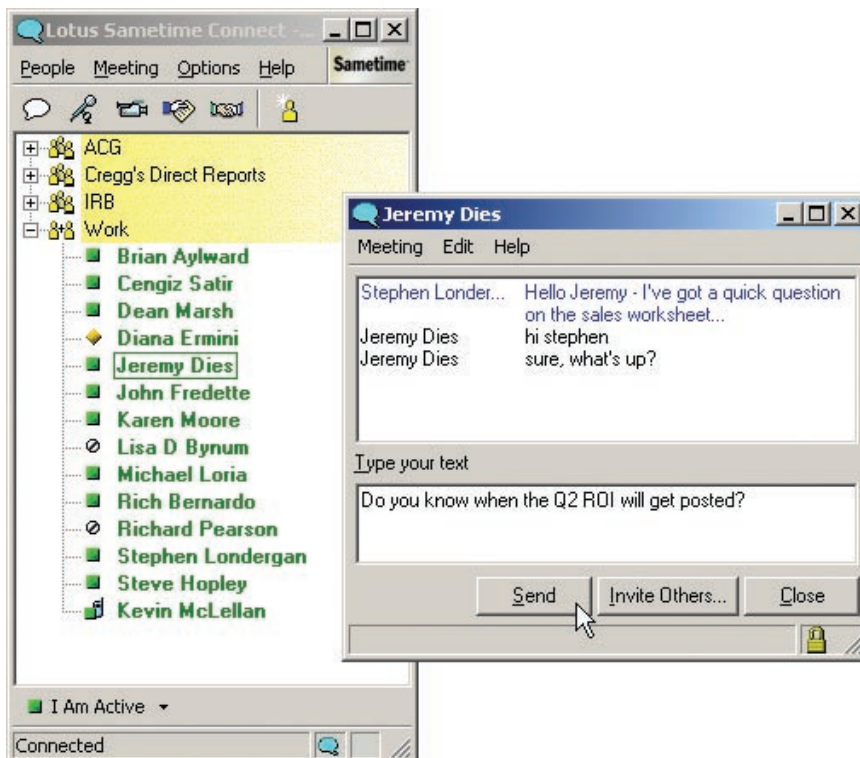 Lotus Sametime Connect -...
People Meeting Options Help Sametime
ACG
Cregg's Direct Reports
IRB
Work
Brian Aylward
Cengiz Satir
Dean Marsh
Diana Ermini
Jeremy Dies
John Fredette
Karen Moore
Lisa D Bynum
Michael Loria
Rich Bernardo
Richard Pearson
Stephen Londergan
Steve Hopley
Kevin McLellan
I Am Active
Connected
Jeremy Dies
Meeting Edit Help
Stephen Londer... Hello Jeremy - I've got a quick question
on the sales worksheet...
Jeremy Dies hi stephen
Jeremy Dies sure, what's up?
Type your text
Do you know when the Q2 ROI will get posted?
Send Invite Others... Close